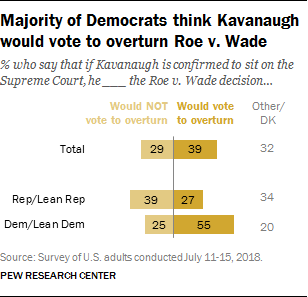 Majority of Democrats think Kavanaugh
would vote to overturn Roe v. Wade
% who say that if Kavanaugh is confirmed to sit on the
Supreme Court, he ___ the Roe v. Wade decision...
Would NOT Would vote Other/
vote to overturn to overturn DK
Total 29 39 32
Rep/Lean Rep 39 27 34
Dem/Lean Dem 25 55 20
Source: Survey of U.S. adults conducted July 11-15, 2018.
PEW RESEARCH CENTER